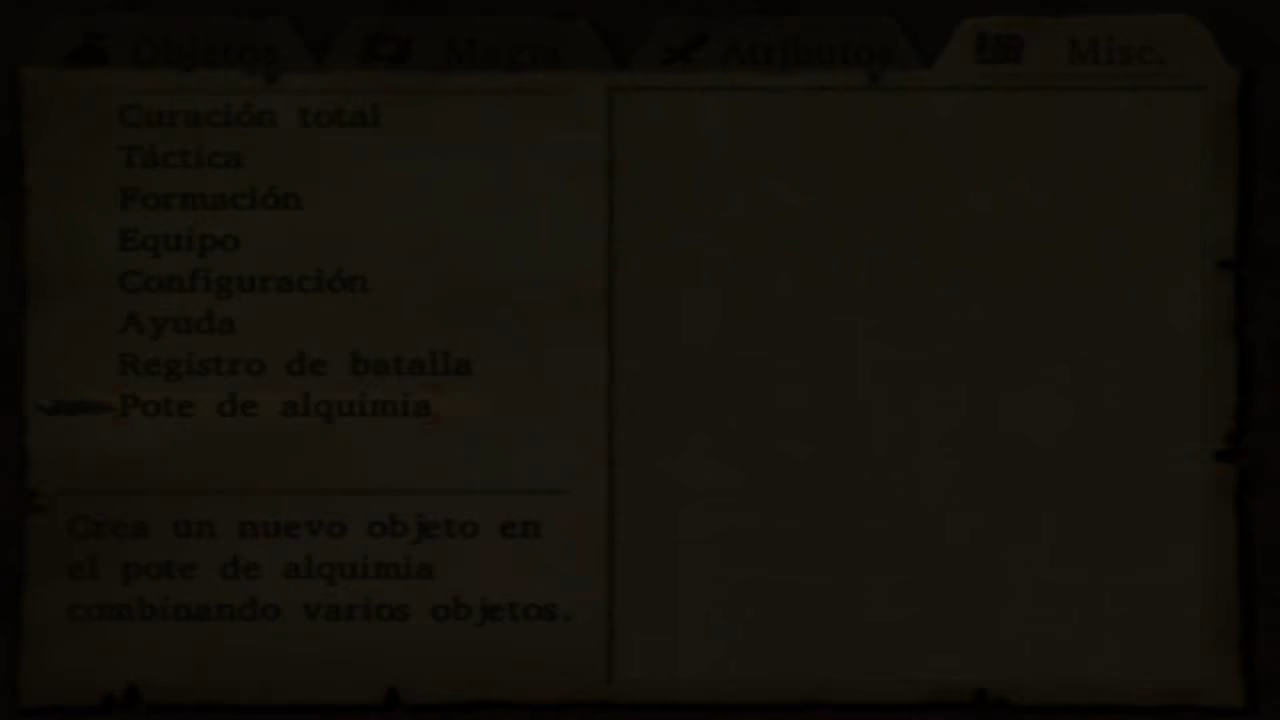 Objetos
Magia
Atributos
Misc.
Curación total
Táctica
Formación
Equipo
Configuración
Ayuda
Registro de batalla
Pote de alquimia
Crea un nuevo objeto en
el pote de alquimia
combinando varios objetos.